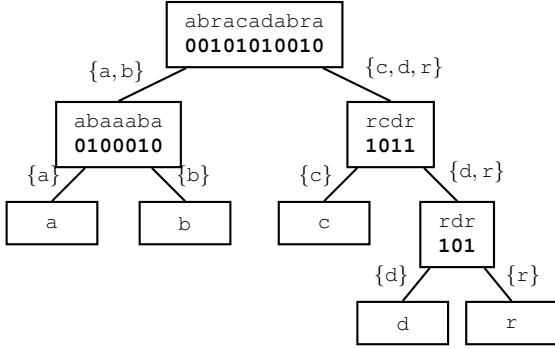 abracadabra
00101010010
{a, b}
{c, d, r}
abaaaba
0100010
rcdr
1011
{a}
{b}
{c}
{d, r}
a
b
c
rdr
101
{d}
{r}
d
r